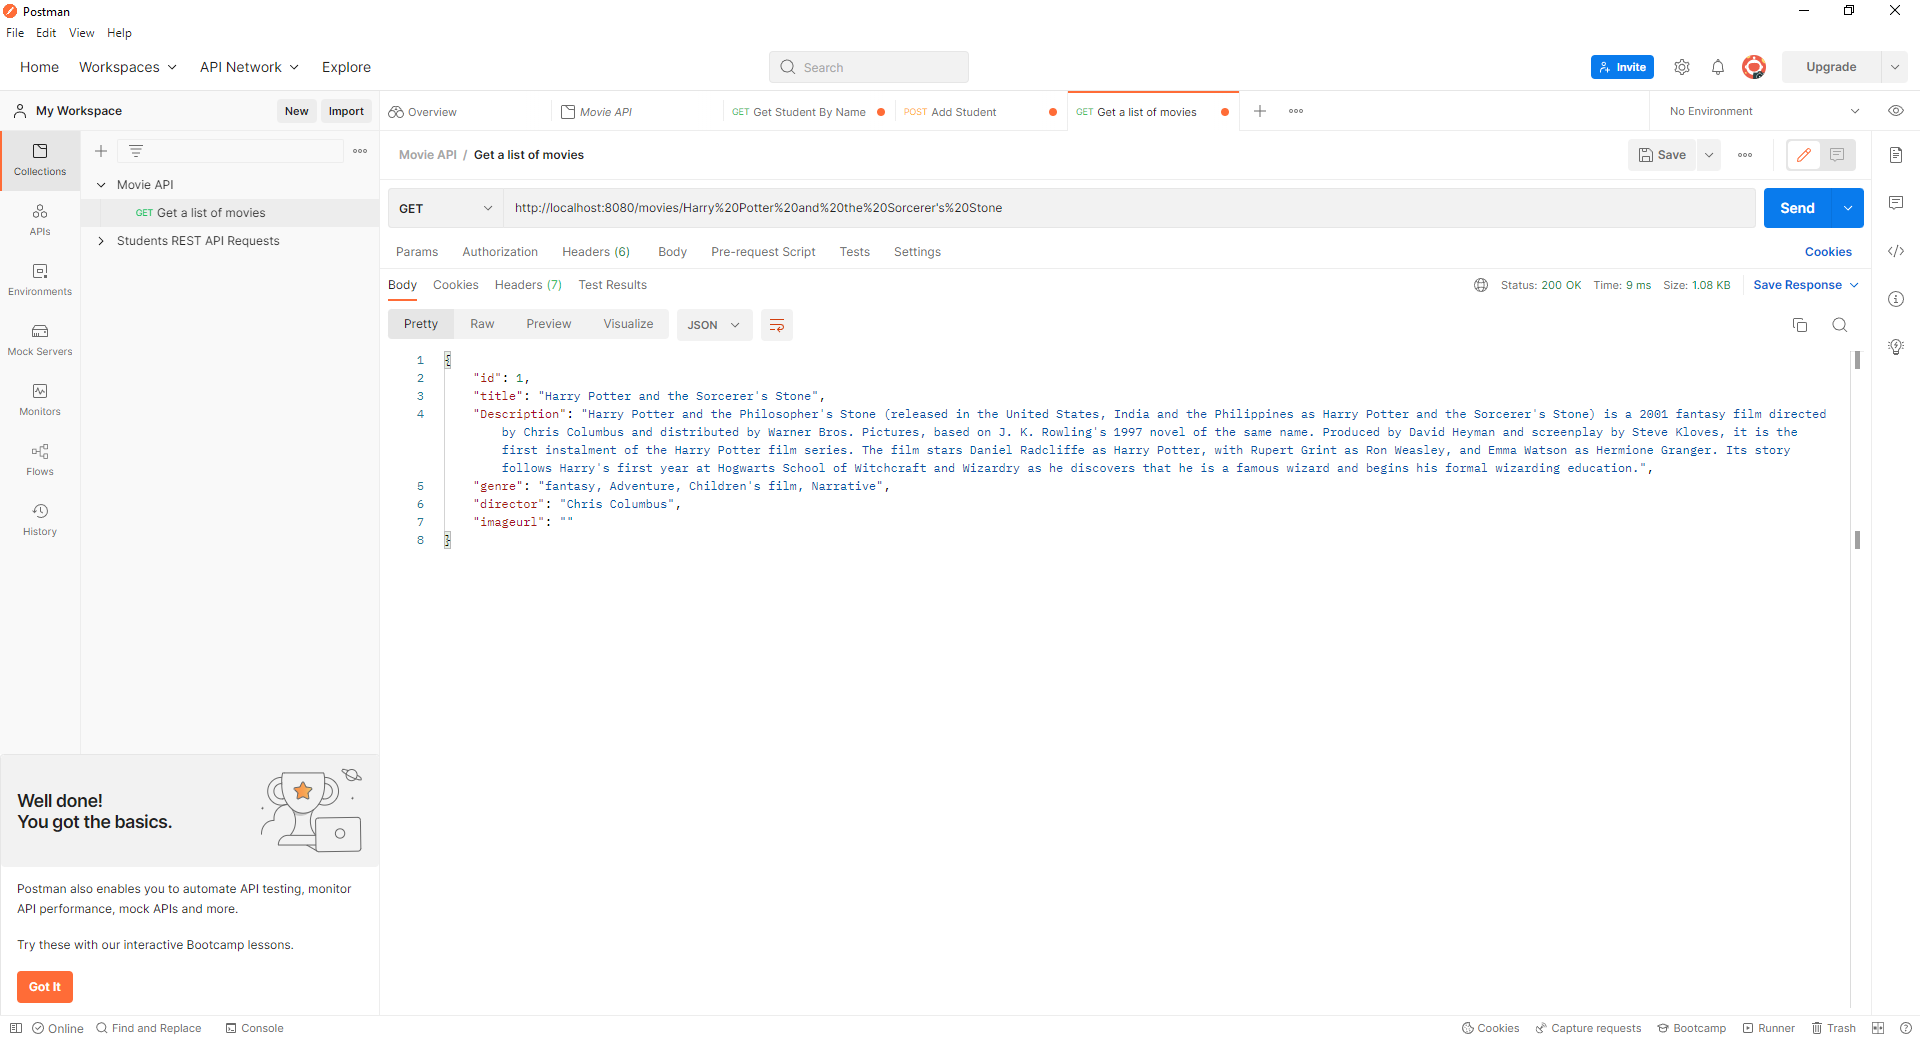 Postman
File Edit View Help
Home Workspaces API Network Explore
Search
Invite
Upgrade
My Workspace
New Import
Overview
Movie API
GET Get Student By Name
POST Add Student
GET Get a list of movies
No Environment
Collections
APIs
Environments
Mock Servers
Monitors
Flows
History
Movie API
GET Get a list of movies
Students REST API Requests
Movie API / Get a list of movies
Save
GET
http://localhost:8080/movies/Harry%20Potter%20and%20the%20Sorcerer's%20Stone
Send
Params Authorization Headers (6) Body Pre-request Script Tests Settings
Cookies
Body Cookies Headers (7) Test Results
Status: 200 OK Time: 9 ms Size: 1.08 KB
Save Response
Pretty Raw Preview Visualize
JSON
1 {
2 "id": 1,
3 "title": "Harry Potter and the Sorcerer's Stone",
4 "Description": "Harry Potter and the Philosopher's Stone (released in the United States, India and the Philippines as Harry Potter and the Sorcerer's Stone) is a 2001 fantasy film directed
by Chris Columbus and distributed by Warner Bros. Pictures, based on J. K. Rowling's 1997 novel of the same name. Produced by David Heyman and screenplay by Steve Kloves, it is the
first instalment of the Harry Potter film series. The film stars Daniel Radcliffe as Harry Potter, with Rupert Grint as Ron Weasley, and Emma Watson as Hermione Granger. Its story
follows Harry's first year at Hogwarts School of Witchcraft and Wizardry as he discovers that he is a famous wizard and begins his formal wizarding education.",
5 "genre": "fantasy, Adventure, Children's film, Narrative",
6 "director": "Chris Columbus",
7 "imageurl": ""
8 }
Well done!
You got the basics.
Postman also enables you to automate API testing, monitor
API performance, mock APIs and more.
Try these with our interactive Bootcamp lessons.
Got It
Online Find and Replace Console
Cookies Capture requests Bootcamp Runner Trash